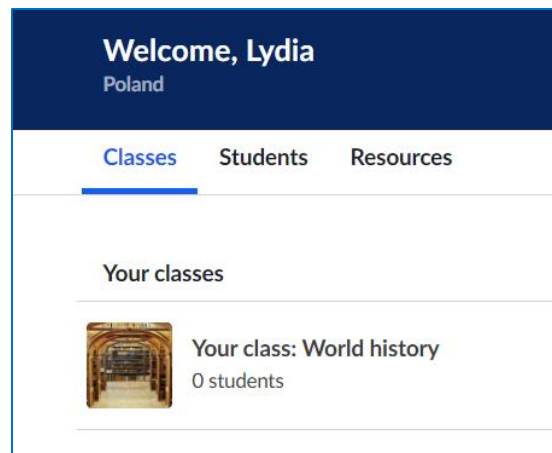 Welcome, Lydia
Poland
Classes Students Resources
Your classes
Your class: World history
0 students